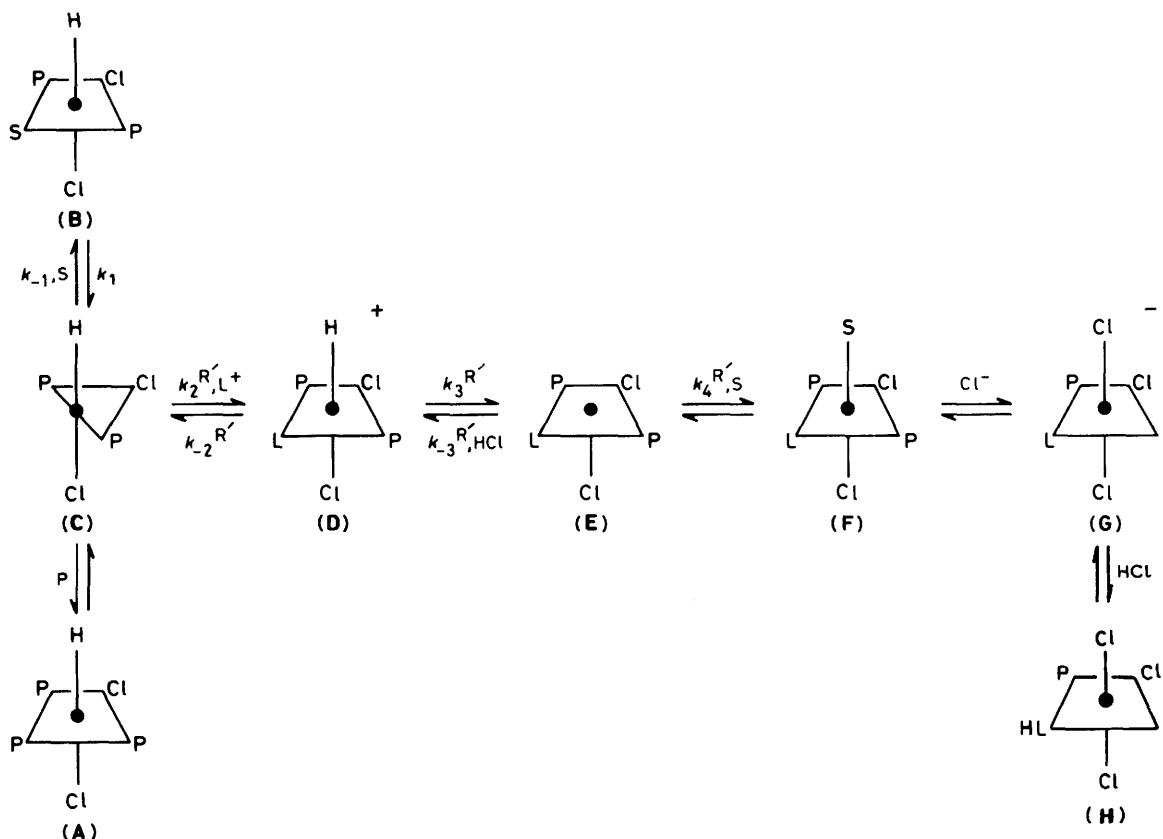 H
P Cl
S P
Cl
(B)
k₋₁,S k₁
H
P Cl
P
Cl
(C)
k₂R′,L⁺
k₋₂R′
H +
P Cl
L P
Cl
(D)
k₃R′
k₋₃R′,HCl
P Cl
L P
Cl
(E)
k₄R′,S
S
P Cl
L P
Cl
(F)
Cl⁻
Cl −
P Cl
L
Cl
(G)
P
H
P Cl
P P
Cl
(A)
HCl
Cl
P Cl
HL
Cl
(H)